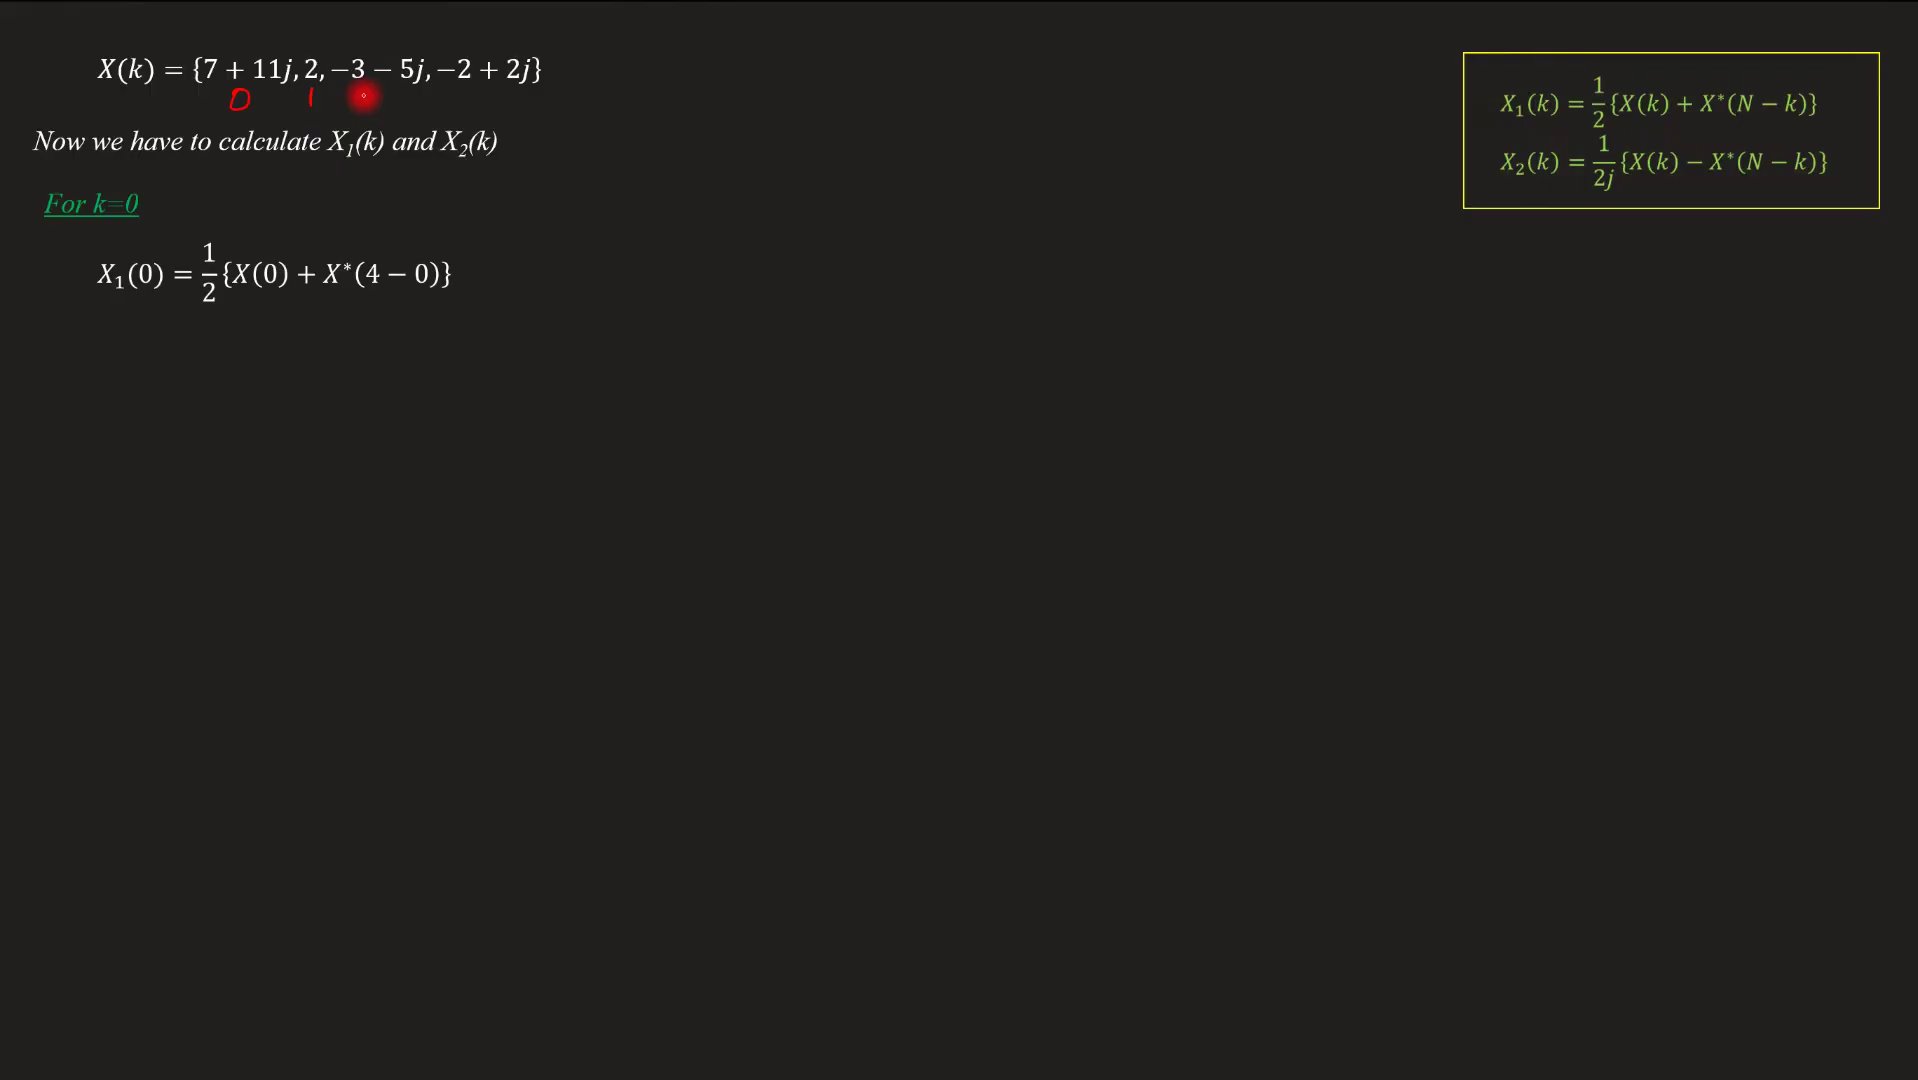 X(k) = {7 + 11j, 2, −3 − 5j, −2 + 2j}
0 1
Now we have to calculate X₁(k) and X₂(k)
For k=0
X₁(0) = 1/2 {X(0) + X*(4 − 0)}
X₁(k) = 1/2 {X(k) + X*(N − k)}
X₂(k) = 1/2j {X(k) − X*(N − k)}